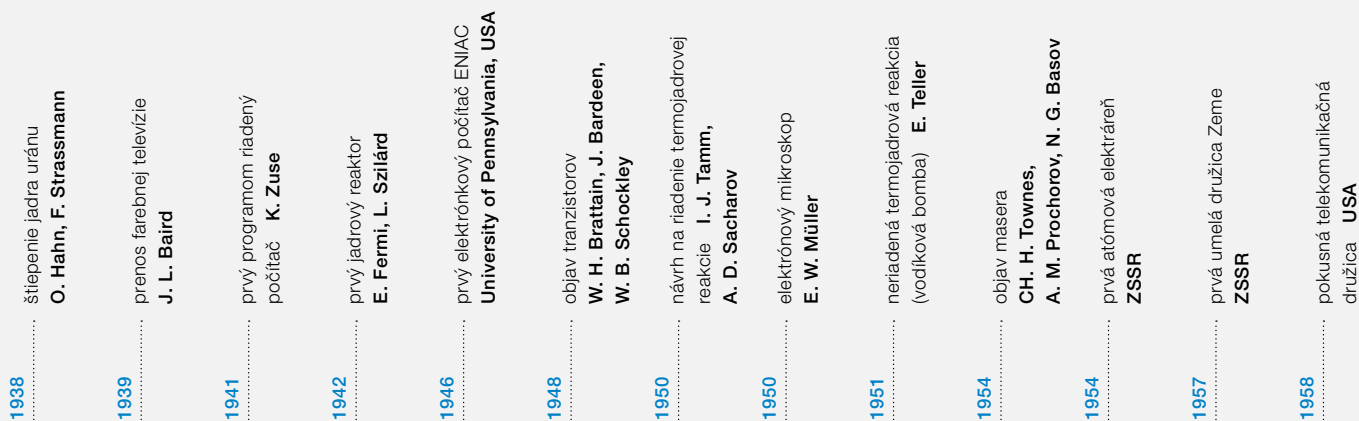 1938
štiepenie jadra uránu
O. Hahn, F. Strassmann
1939
prenos farebnej televízie
J. L. Baird
1941
prvý programom riadený
počítač K. Zuse
1942
prvý jadrový reaktor
E. Fermi, L. Szilárd
1946
prvý elektrónkový počítač ENIAC
University of Pennsylvania, USA
1948
objav tranzistorov
W. H. Brattain, J. Bardeen,
W. B. Schockley
1950
návrh na riadenie termojadrovej
reakcie I. J. Tamm,
A. D. Sacharov
1950
elektrónový mikroskop
E. W. Müller
1951
neriadená termojadrová reakcia
(vodíková bomba) E. Teller
1954
objav masera
CH. H. Townes,
A. M. Prochorov, N. G. Basov
1954
prvá atómová elektráreň
ZSSR
1957
prvá umelá družica Zeme
ZSSR
1958
pokusná telekomunikačná
družica USA